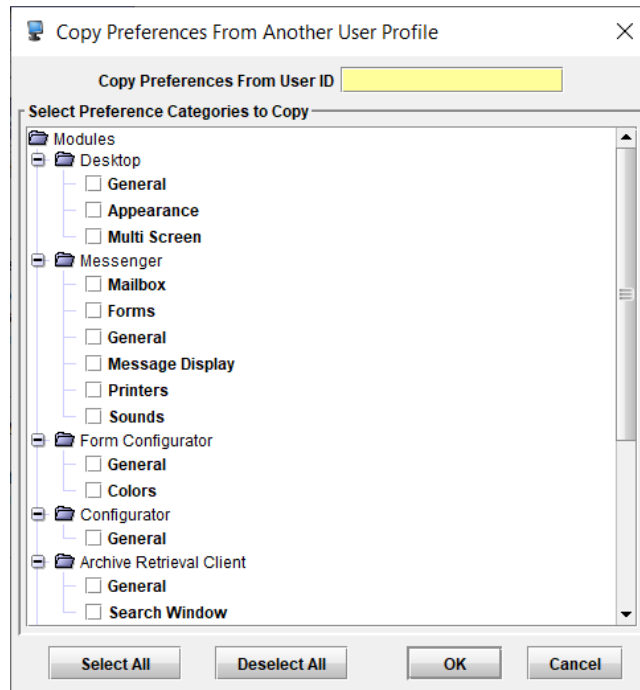 Copy Preferences From Another User Profile
Copy Preferences From User ID
Select Preference Categories to Copy
Modules
Desktop
General
Appearance
Multi Screen
Messenger
Mailbox
Forms
General
Message Display
Printers
Sounds
Form Configurator
General
Colors
Configurator
General
Archive Retrieval Client
General
Search Window
Select All Deselect All OK Cancel